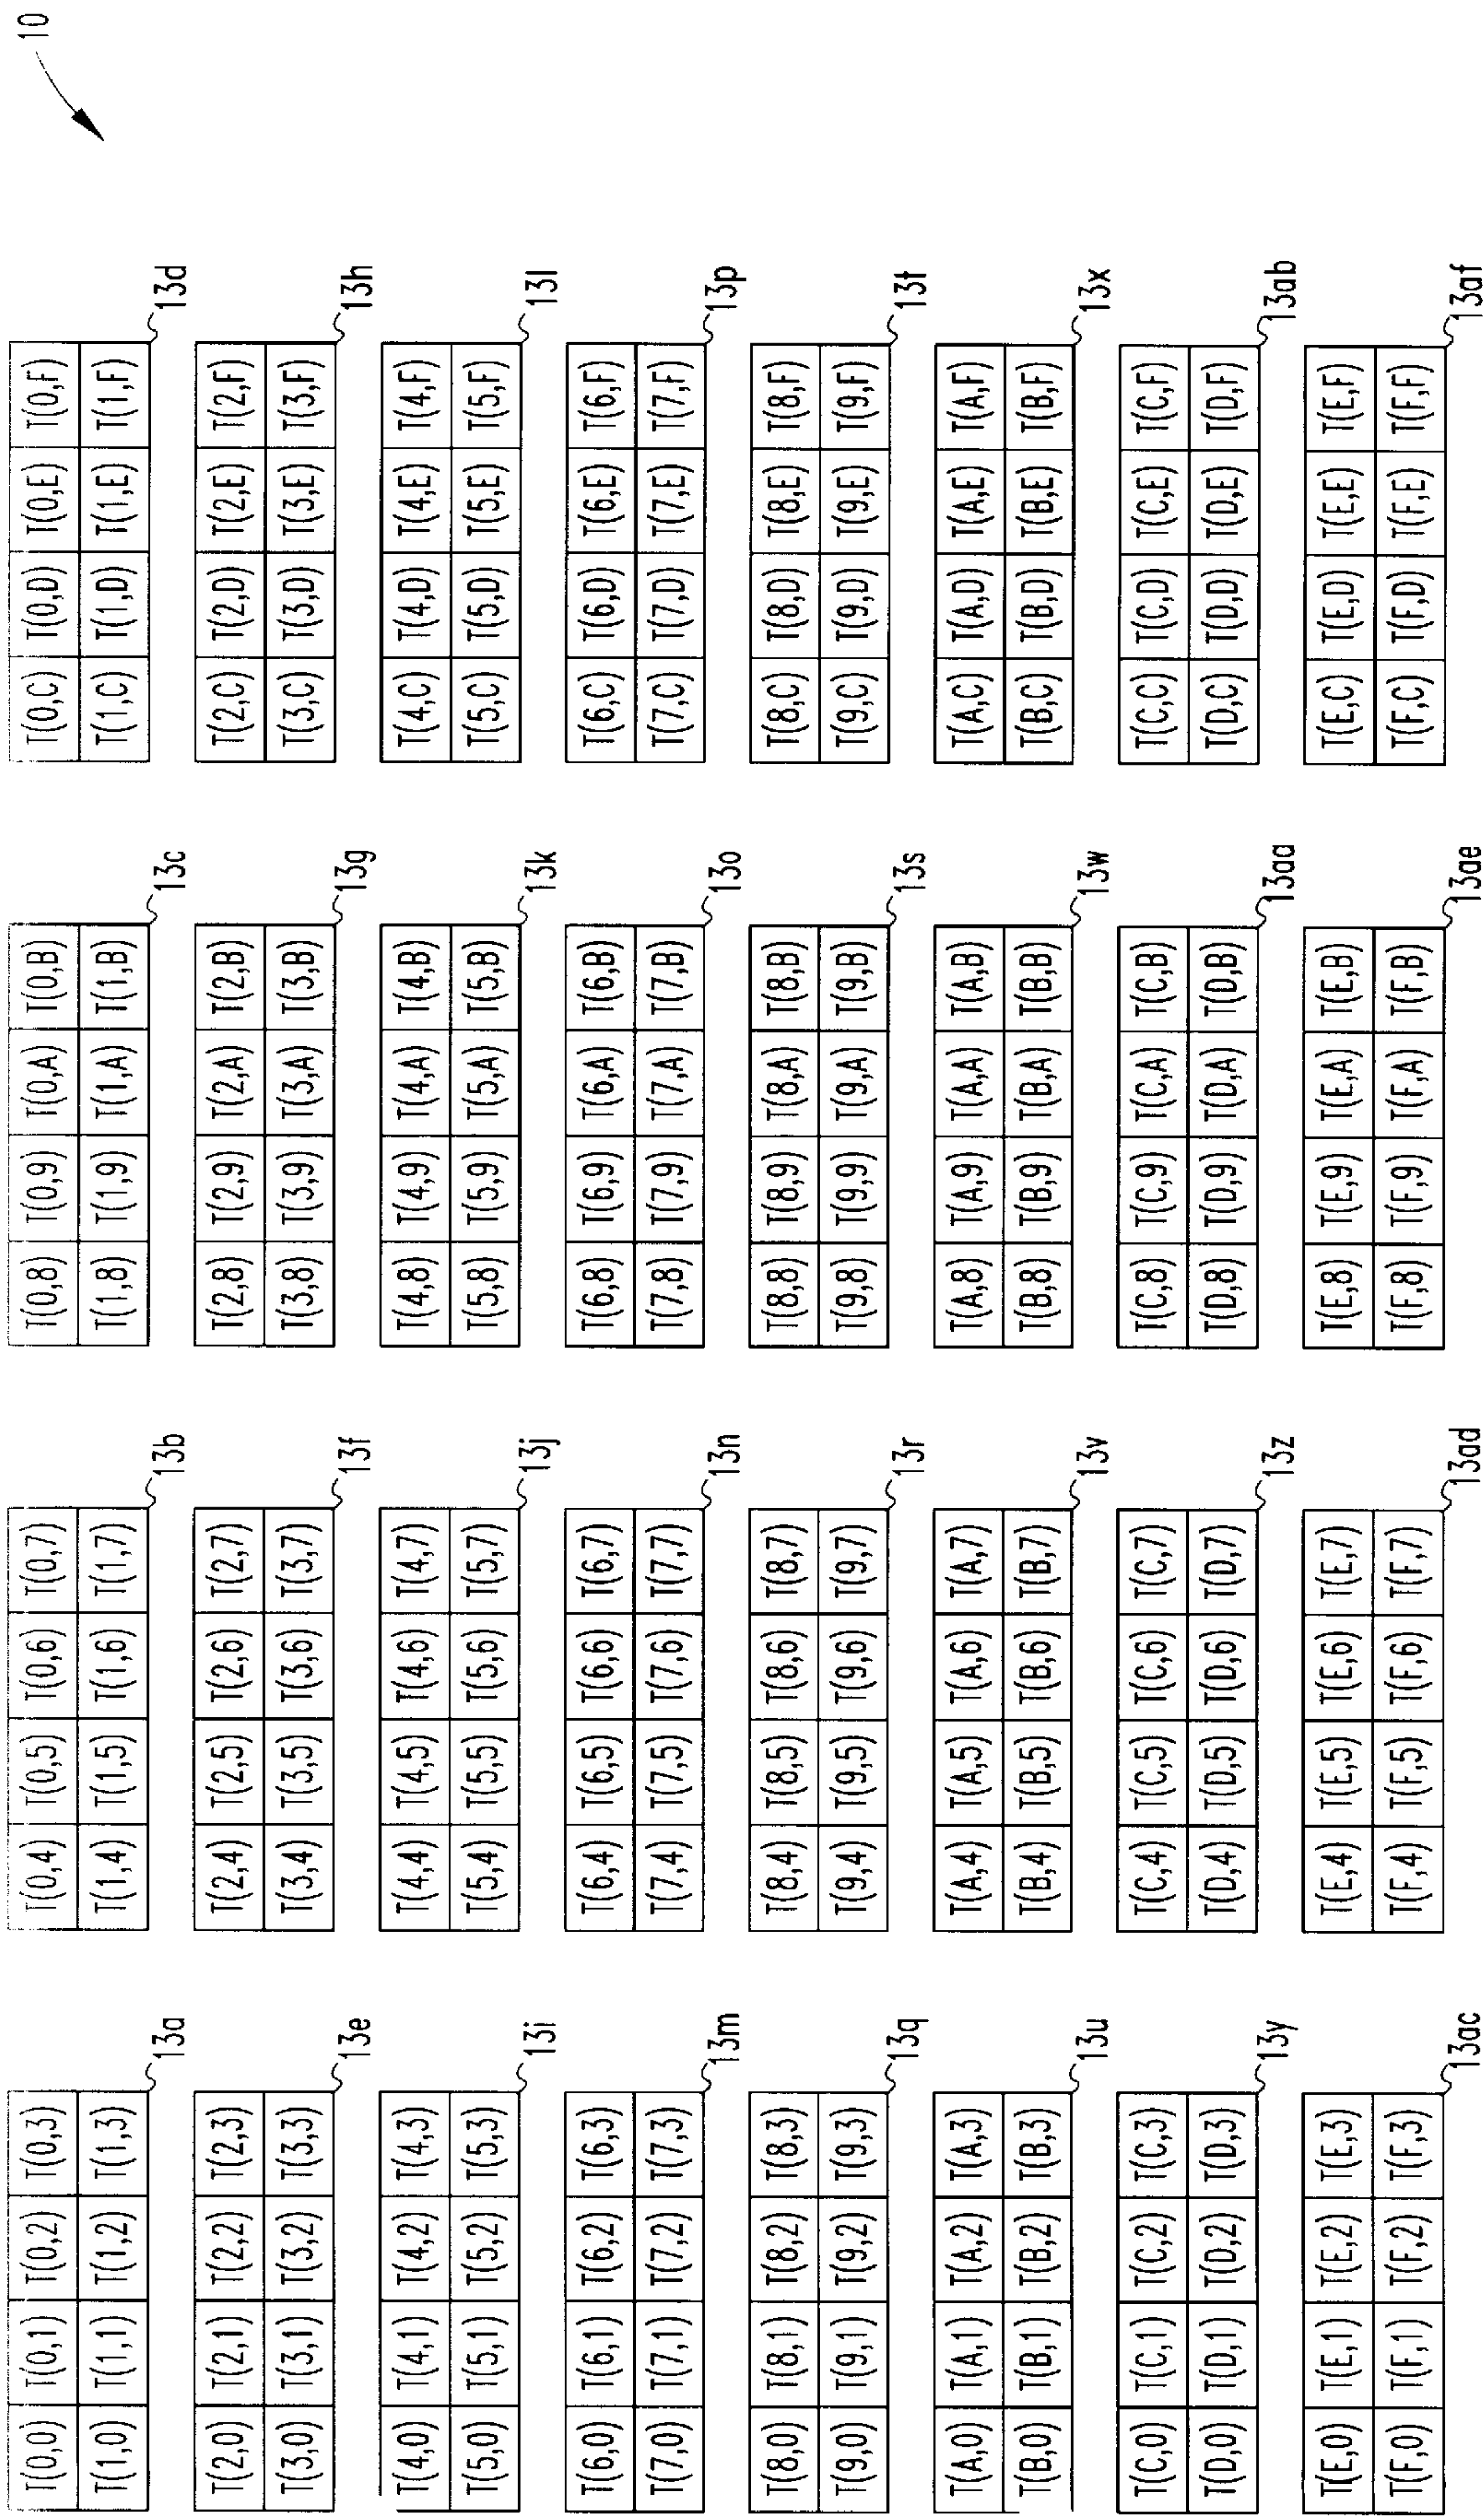 10
T(0,0) T(0,1) T(0,2) T(0,3) T(0,4) T(0,5) T(0,6) T(0,7) T(0,8) T(0,9) T(0,A) T(0,B) T(0,C) T(0,D) T(0,E) T(0,F)
T(1,0) T(1,1) T(1,2) T(1,3) T(1,4) T(1,5) T(1,6) T(1,7) T(1,8) T(1,9) T(1,A) T(1,B) T(1,C) T(1,D) T(1,E) T(1,F)
13a 13b 13c 13d
T(2,0) T(2,1) T(2,2) T(2,3) T(2,4) T(2,5) T(2,6) T(2,7) T(2,8) T(2,9) T(2,A) T(2,B) T(2,C) T(2,D) T(2,E) T(2,F)
T(3,0) T(3,1) T(3,2) T(3,3) T(3,4) T(3,5) T(3,6) T(3,7) T(3,8) T(3,9) T(3,A) T(3,B) T(3,C) T(3,D) T(3,E) T(3,F)
13e 13f 13g 13h
T(4,0) T(4,1) T(4,2) T(4,3) T(4,4) T(4,5) T(4,6) T(4,7) T(4,8) T(4,9) T(4,A) T(4,B) T(4,C) T(4,D) T(4,E) T(4,F)
T(5,0) T(5,1) T(5,2) T(5,3) T(5,4) T(5,5) T(5,6) T(5,7) T(5,8) T(5,9) T(5,A) T(5,B) T(5,C) T(5,D) T(5,E) T(5,F)
13i 13j 13k 13l
T(6,0) T(6,1) T(6,2) T(6,3) T(6,4) T(6,5) T(6,6) T(6,7) T(6,8) T(6,9) T(6,A) T(6,B) T(6,C) T(6,D) T(6,E) T(6,F)
T(7,0) T(7,1) T(7,2) T(7,3) T(7,4) T(7,5) T(7,6) T(7,7) T(7,8) T(7,9) T(7,A) T(7,B) T(7,C) T(7,D) T(7,E) T(7,F)
13m 13n 13o 13p
T(8,0) T(8,1) T(8,2) T(8,3) T(8,4) T(8,5) T(8,6) T(8,7) T(8,8) T(8,9) T(8,A) T(8,B) T(8,C) T(8,D) T(8,E) T(8,F)
T(9,0) T(9,1) T(9,2) T(9,3) T(9,4) T(9,5) T(9,6) T(9,7) T(9,8) T(9,9) T(9,A) T(9,B) T(9,C) T(9,D) T(9,E) T(9,F)
13q 13r 13s 13t
T(A,0) T(A,1) T(A,2) T(A,3) T(A,4) T(A,5) T(A,6) T(A,7) T(A,8) T(A,9) T(A,A) T(A,B) T(A,C) T(A,D) T(A,E) T(A,F)
T(B,0) T(B,1) T(B,2) T(B,3) T(B,4) T(B,5) T(B,6) T(B,7) T(B,8) T(B,9) T(B,A) T(B,B) T(B,C) T(B,D) T(B,E) T(B,F)
13u 13v 13w 13x
T(C,0) T(C,1) T(C,2) T(C,3) T(C,4) T(C,5) T(C,6) T(C,7) T(C,8) T(C,9) T(C,A) T(C,B) T(C,C) T(C,D) T(C,E) T(C,F)
T(D,0) T(D,1) T(D,2) T(D,3) T(D,4) T(D,5) T(D,6) T(D,7) T(D,8) T(D,9) T(D,A) T(D,B) T(D,C) T(D,D) T(D,E) T(D,F)
13y 13z 13aa 13ab
T(E,0) T(E,1) T(E,2) T(E,3) T(E,4) T(E,5) T(E,6) T(E,7) T(E,8) T(E,9) T(E,A) T(E,B) T(E,C) T(E,D) T(E,E) T(E,F)
T(F,0) T(F,1) T(F,2) T(F,3) T(F,4) T(F,5) T(F,6) T(F,7) T(F,8) T(F,9) T(F,A) T(F,B) T(F,C) T(F,D) T(F,E) T(F,F)
13ac 13ad 13ae 13af